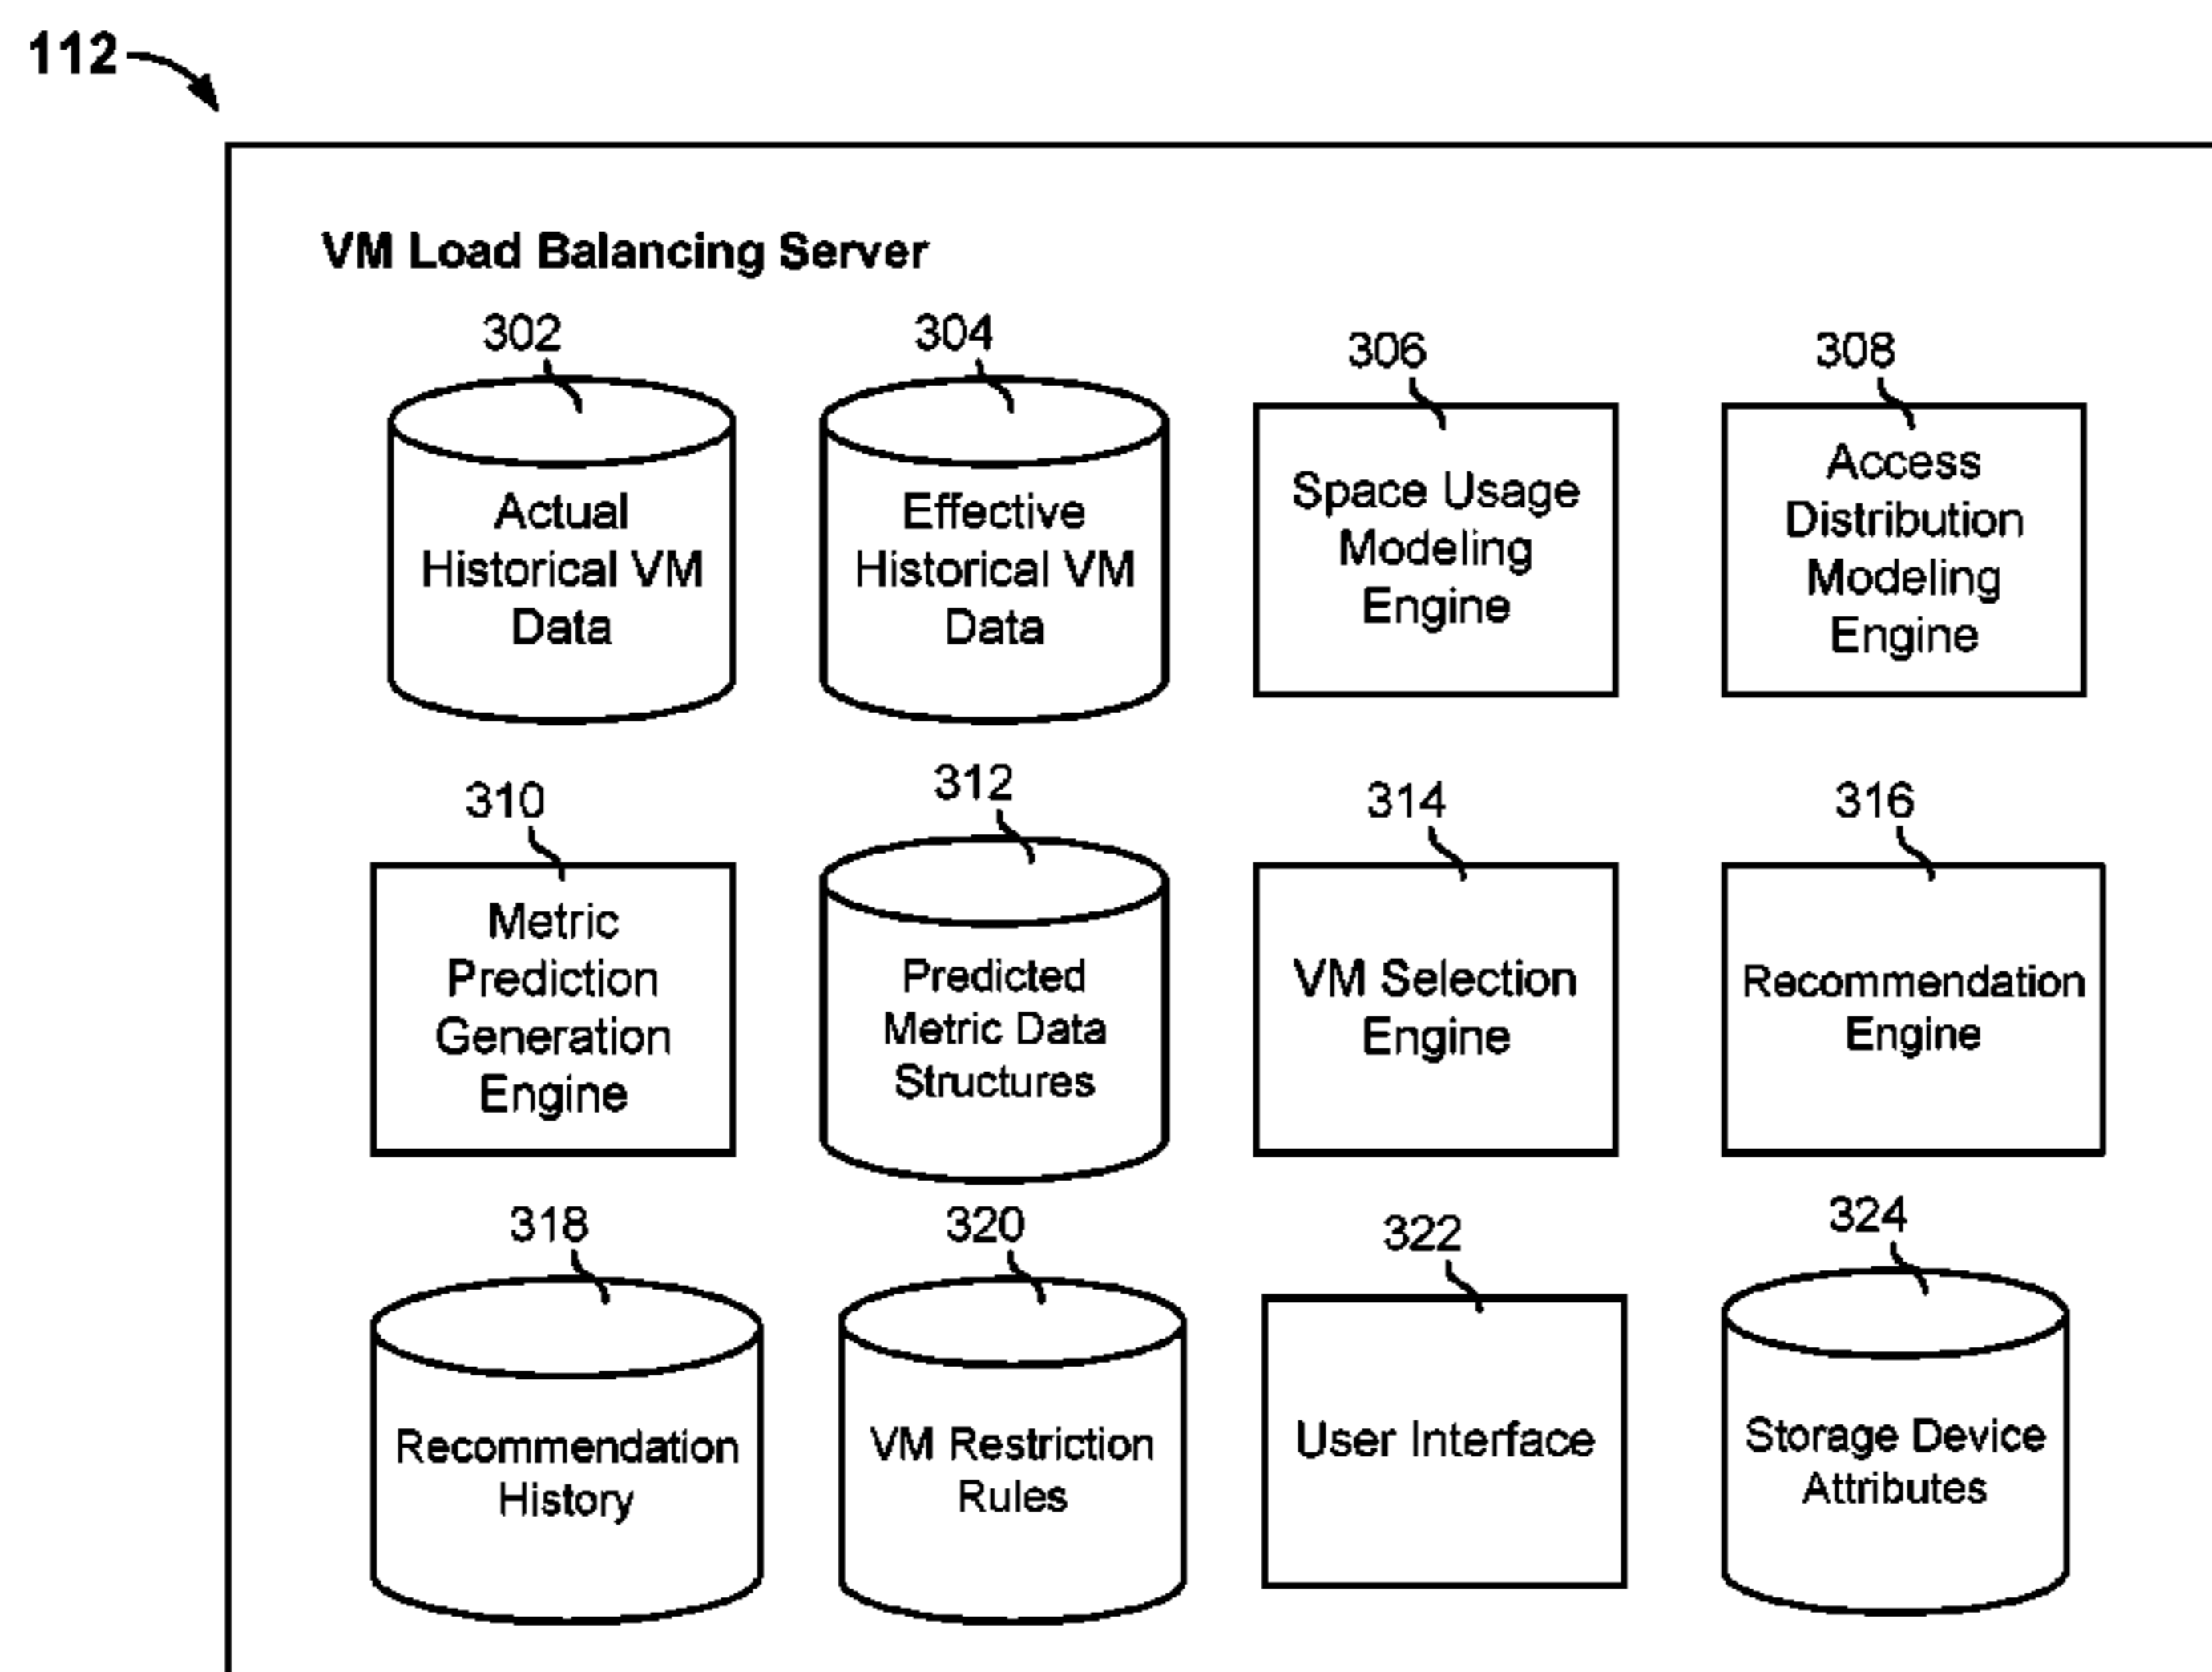 112
VM Load Balancing Server
302
Actual
Historical VM
Data
304
Effective
Historical VM
Data
306
Space Usage
Modeling
Engine
308
Access
Distribution
Modeling
Engine
310
Metric
Prediction
Generation
Engine
312
Predicted
Metric Data
Structures
314
VM Selection
Engine
316
Recommendation
Engine
318
Recommendation
History
320
VM Restriction
Rules
322
User Interface
324
Storage Device
Attributes